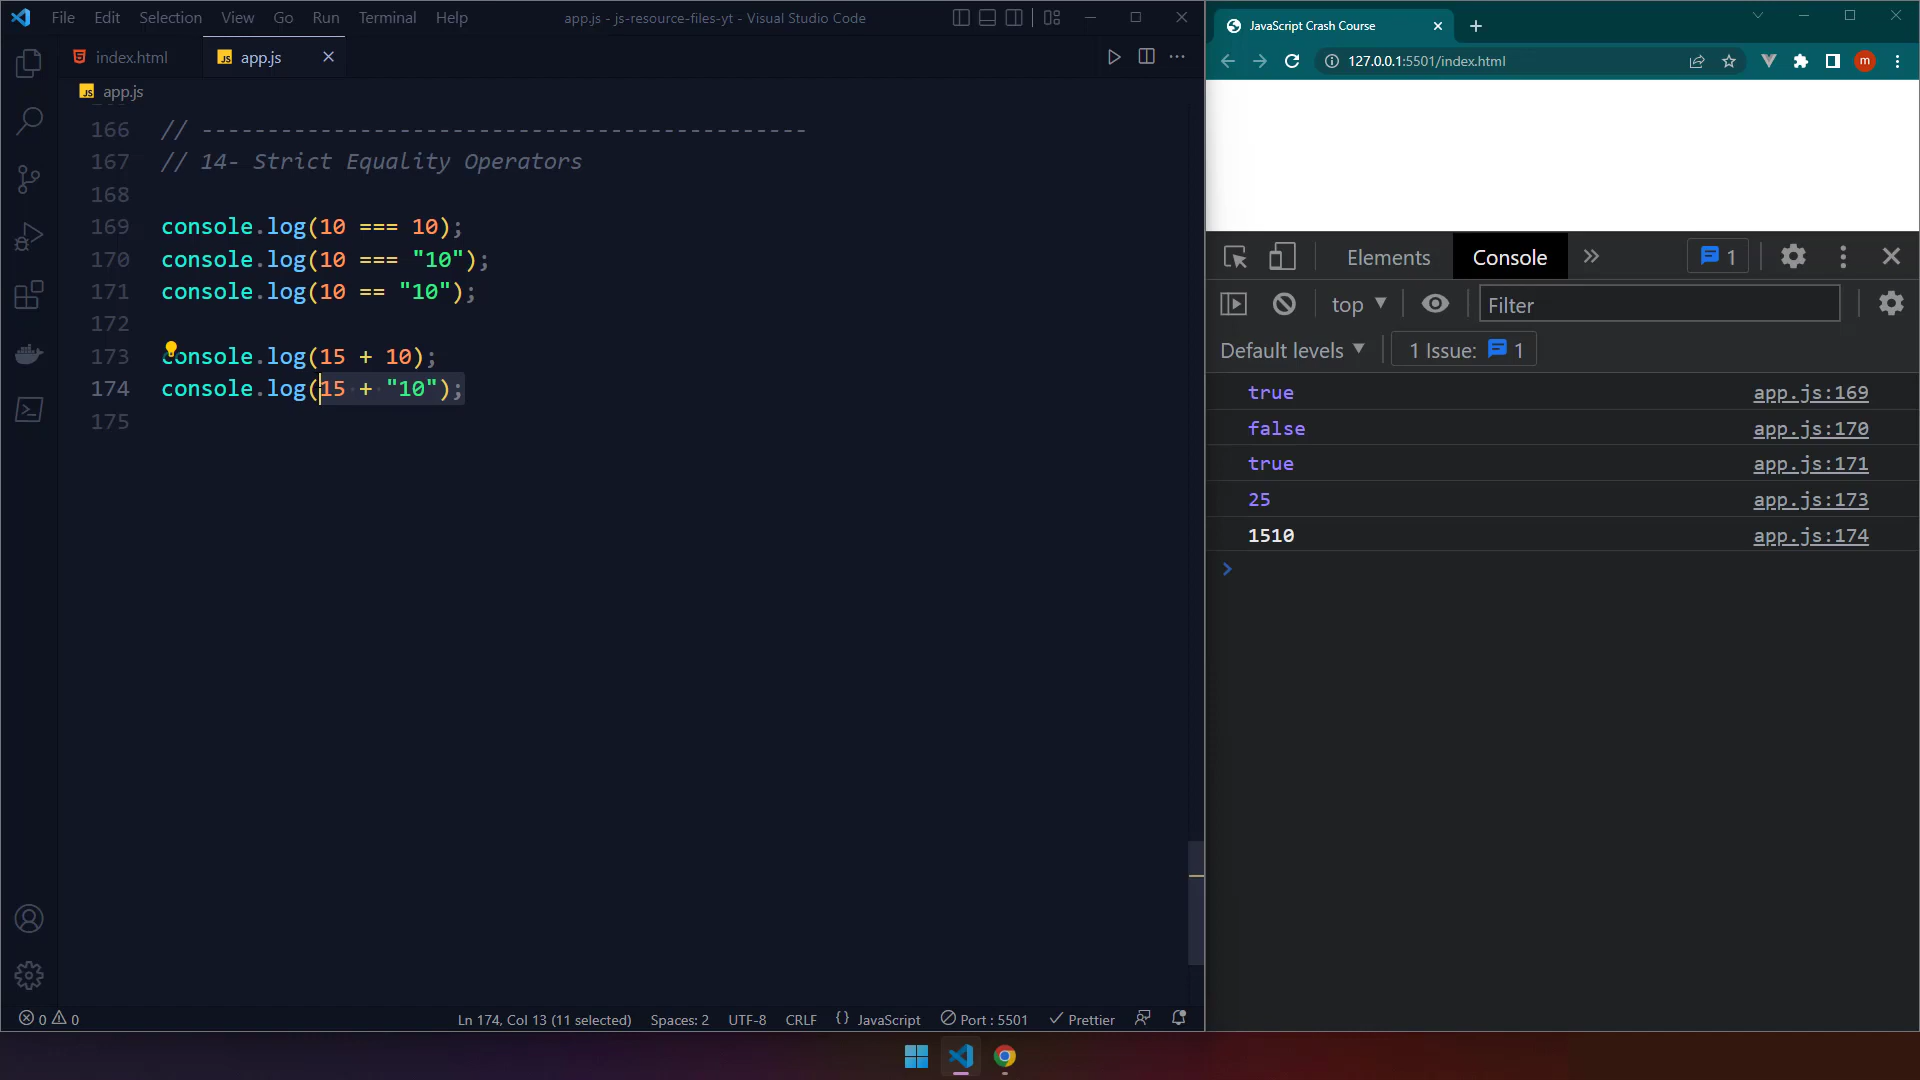 File Edit Selection View Go Run Terminal Help
app.js - js-resource-files-yt - Visual Studio Code
index.html
JS app.js
JS app.js
166 // ----------------------------------------------
167 // 14- Strict Equality Operators
168
169 console.log(10 === 10);
170 console.log(10 === "10");
171 console.log(10 == "10");
172
173 console.log(15 + 10);
174 console.log(15 + "10");
175
0 0
Ln 174, Col 13 (11 selected) Spaces: 2 UTF-8 CRLF {} JavaScript Port : 5501 Prettier
JavaScript Crash Course
127.0.0.1:5501/index.html
m
Elements Console 1
top Filter
Default levels 1 Issue: 1
true app.js:169
false app.js:170
true app.js:171
25 app.js:173
1510 app.js:174